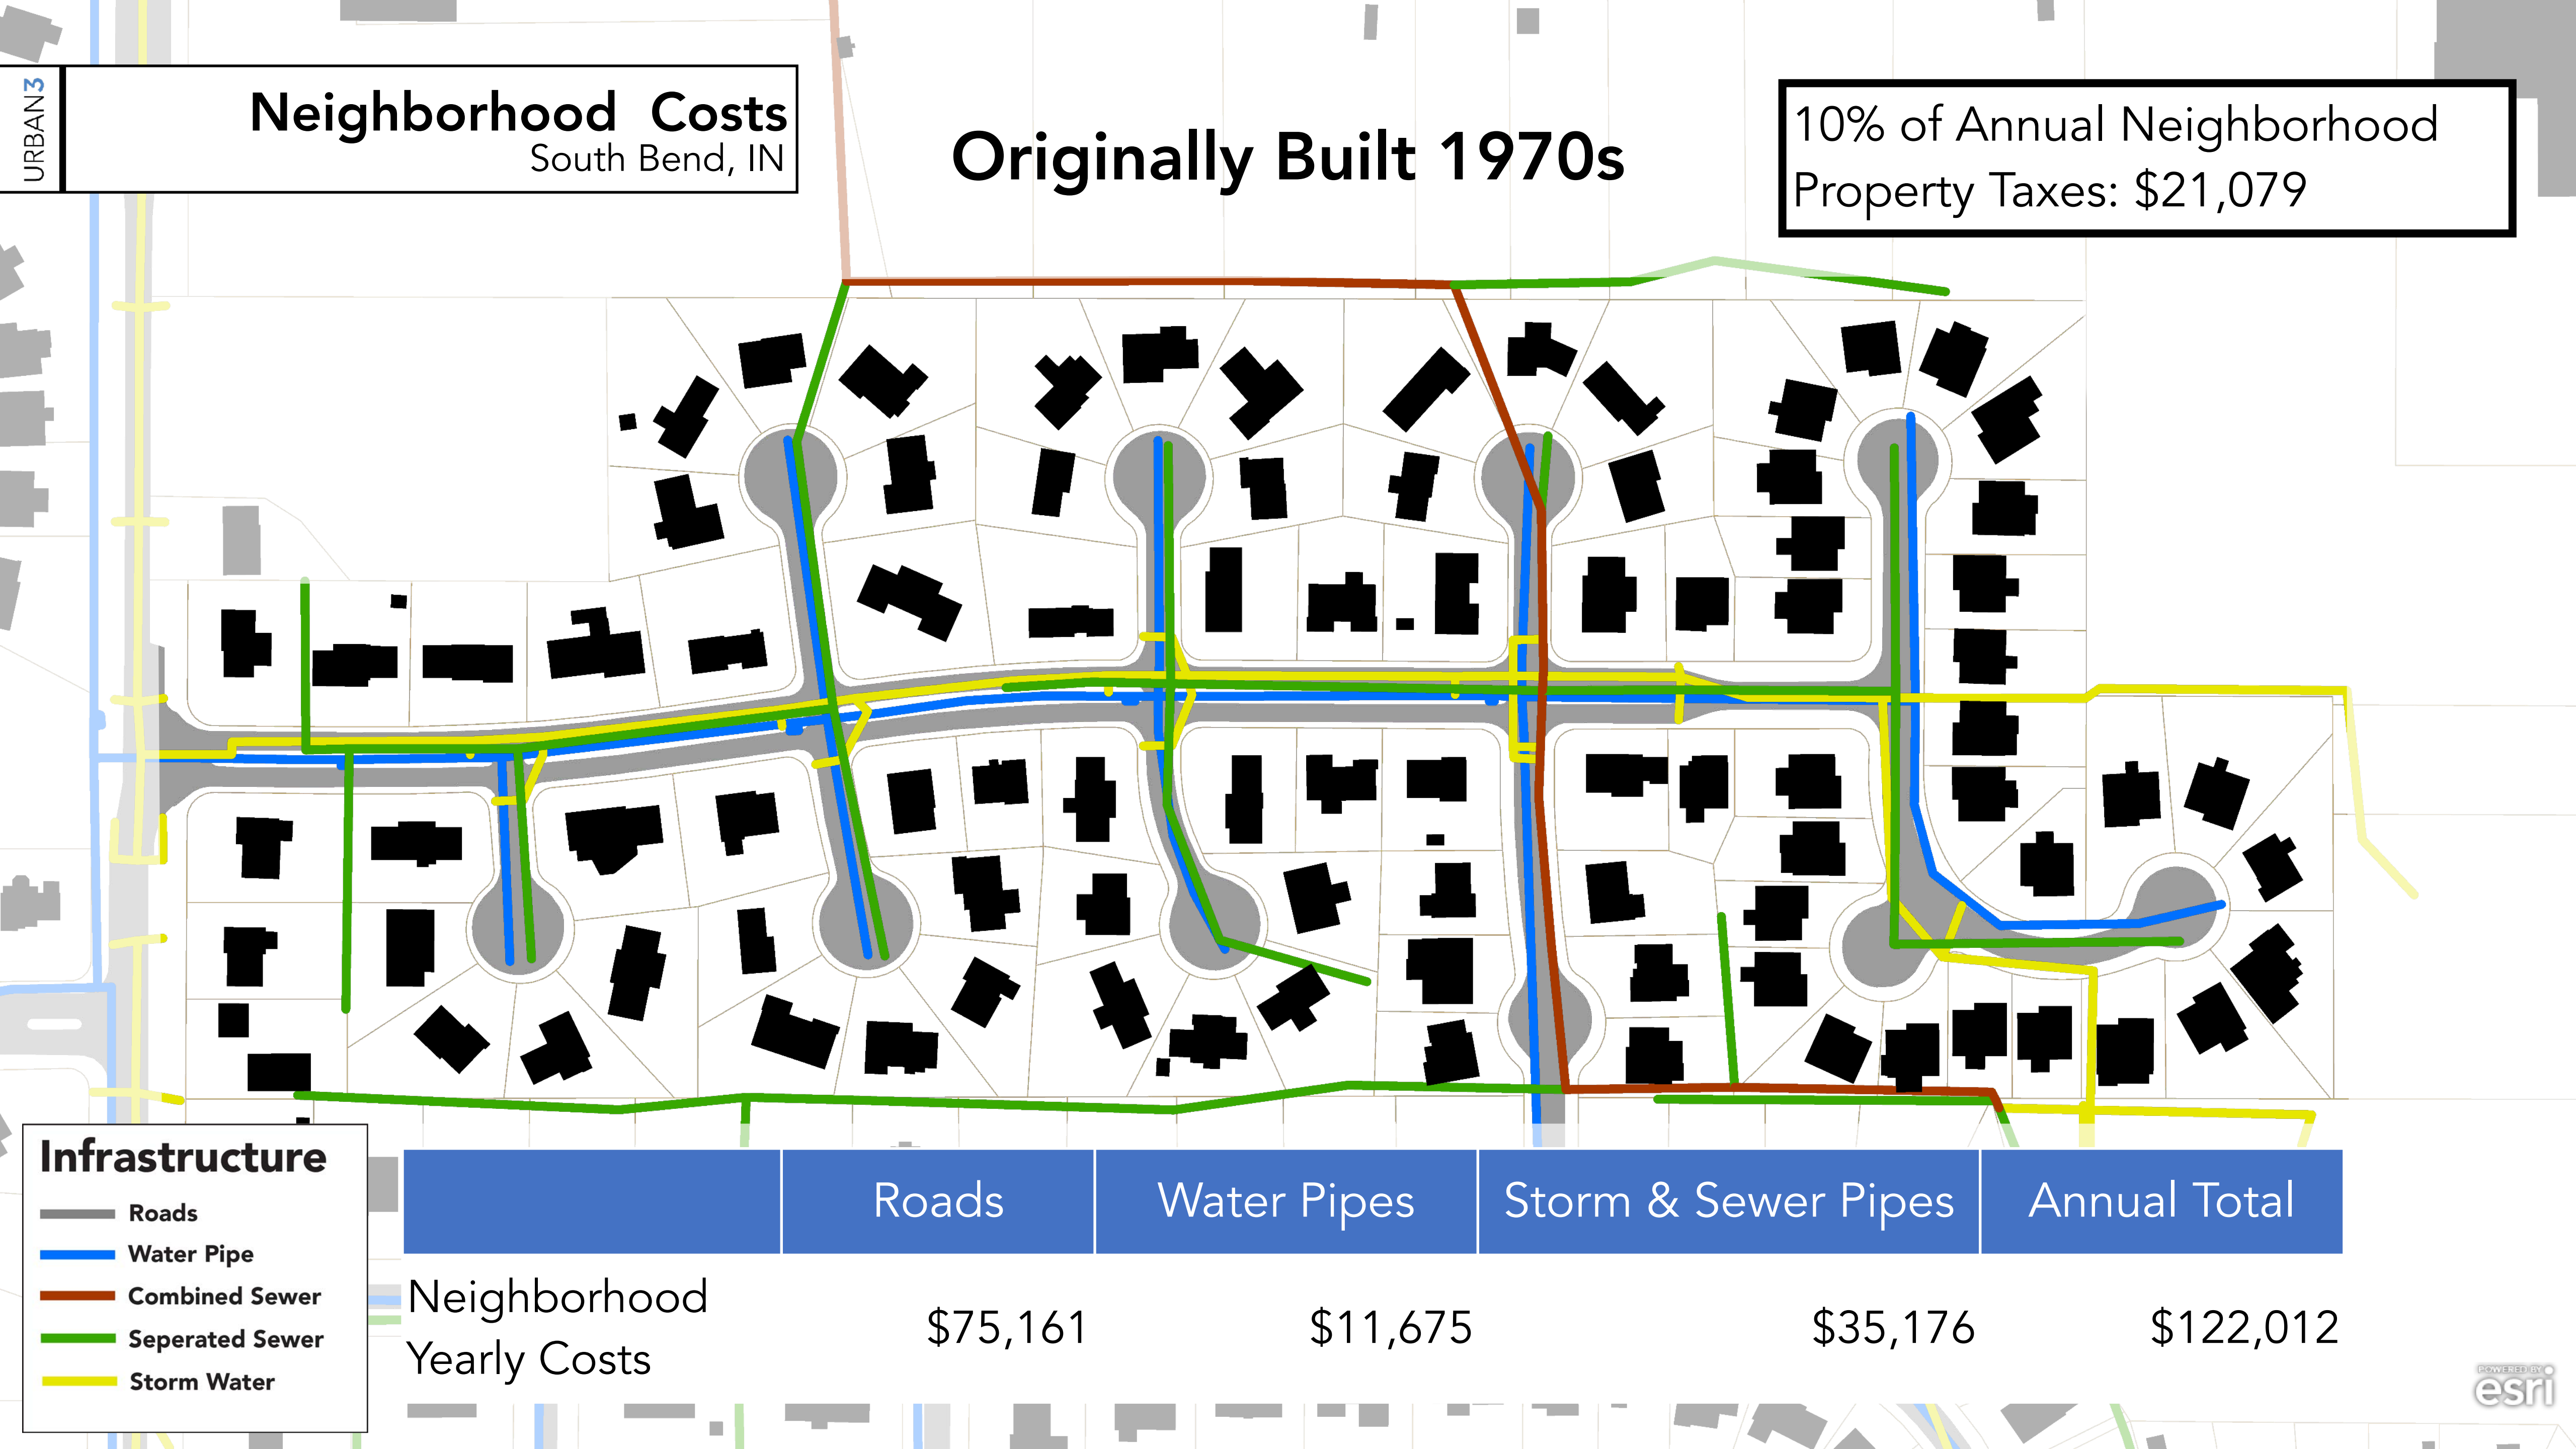 URBAN3
Neighborhood Costs
South Bend, IN
Originally Built 1970s
10% of Annual Neighborhood
Property Taxes: $21,079
Infrastructure
Roads
Water Pipe
Combined Sewer
Seperated Sewer
Storm Water
Roads Water Pipes Storm & Sewer Pipes Annual Total
Neighborhood
Yearly Costs
$75,161 $11,675 $35,176 $122,012
POWERED BY
esri